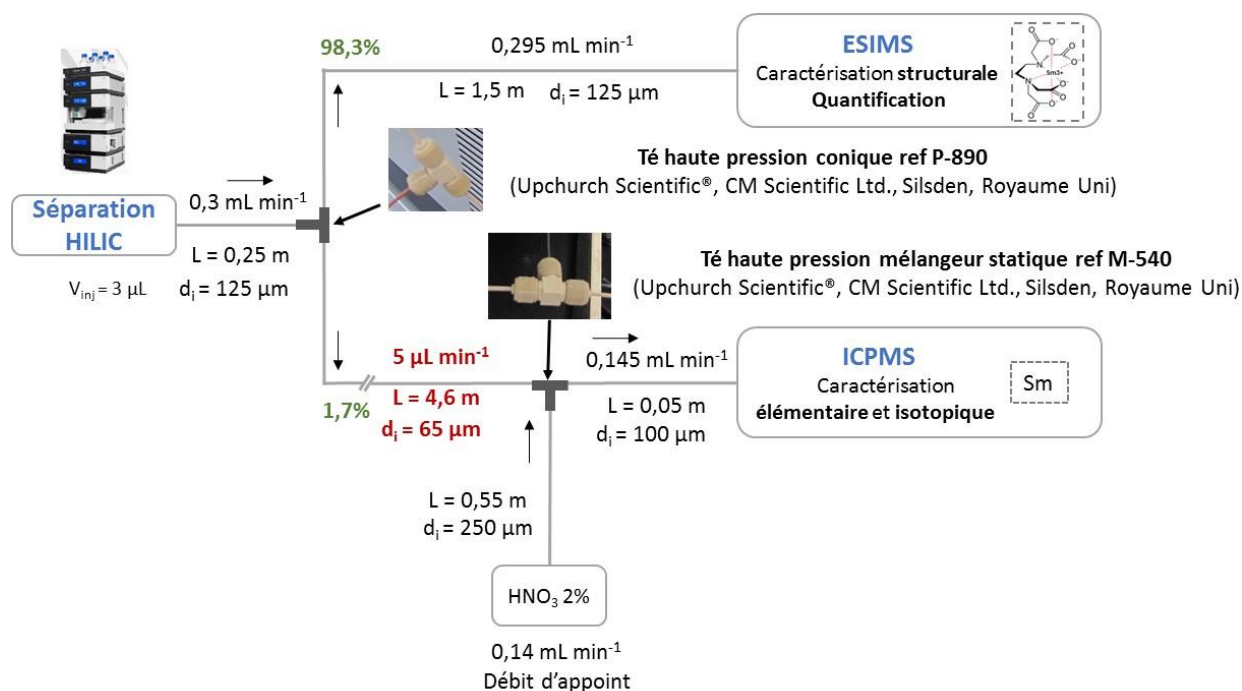 98,3%
0,295 mL min⁻¹
L = 1,5 m dᵢ = 125 µm
ESIMS
Caractérisation structurale
Quantification
O
O⁻
O
N
O⁻
Sm3+
N
O⁻
O
O
O⁻
Té haute pression conique ref P-890
(Upchurch Scientific®, CM Scientific Ltd., Silsden, Royaume Uni)
Séparation
HILIC
0,3 mL min⁻¹
L = 0,25 m
dᵢ = 125 µm
Vᵢₙⱼ = 3 µL
Té haute pression mélangeur statique ref M-540
(Upchurch Scientific®, CM Scientific Ltd., Silsden, Royaume Uni)
1,7%
5 µL min⁻¹
L = 4,6 m
dᵢ = 65 µm
0,145 mL min⁻¹
L = 0,05 m
dᵢ = 100 µm
ICPMS
Caractérisation
élémentaire et isotopique
Sm
L = 0,55 m
dᵢ = 250 µm
HNO₃ 2%
0,14 mL min⁻¹
Débit d'appoint